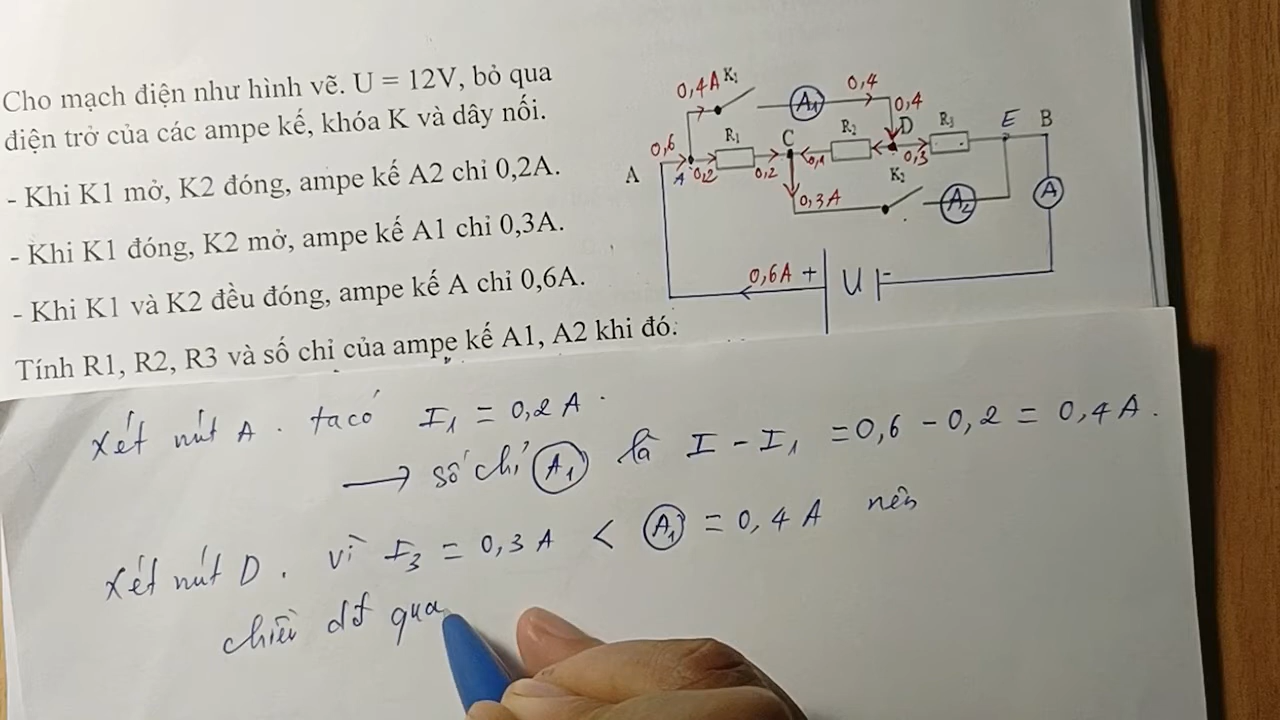 Cho mạch điện như hình vẽ. U = 12V, bỏ qua
điện trở của các ampe kế, khóa K và dây nối.
- Khi K1 mở, K2 đóng, ampe kế A2 chỉ 0,2A.
- Khi K1 đóng, K2 mở, ampe kế A1 chỉ 0,3A.
- Khi K1 và K2 đều đóng, ampe kế A chỉ 0,6A.
Tính R1, R2, R3 và số chỉ của ampe kế A1, A2 khi đó.
0,4A K1 A1 0,4
0,4
0,6 R1 C R2 D R3 E B
A A 0,2 0,2 0,1 0,3
K2
0,3A A2 A
0,6A + U -
Xét nút A. ta có I1 = 0,2 A.
→ số chỉ A1 là I - I1 = 0,6 - 0,2 = 0,4 A.
Xét nút D. vì I3 = 0,3 A < A1 = 0,4 A nên
chiều dđ qua